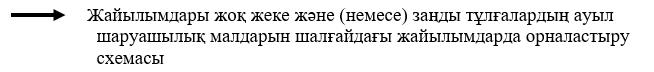 Жайылымдары жоқ жеке және (немесе) заңды тұлғалардың ауыл
шаруашылық малдарын шалғайдағы жайылымдарда орналастыру
схемасы